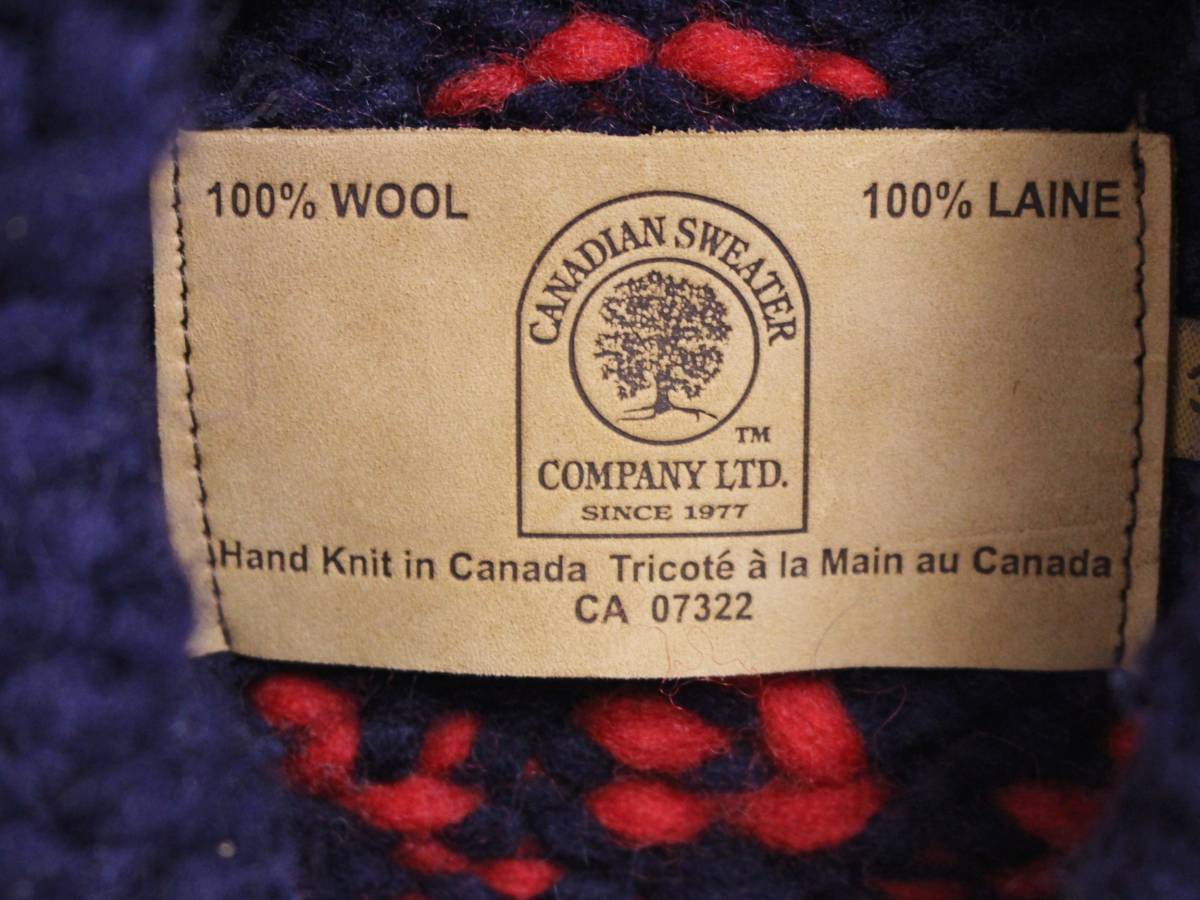 100% WOOL
100% LAINE
CANADIAN SWEATER
TM
COMPANY LTD.
SINCE 1977
Hand Knit in Canada Tricoté à la Main au Canada
CA 07322